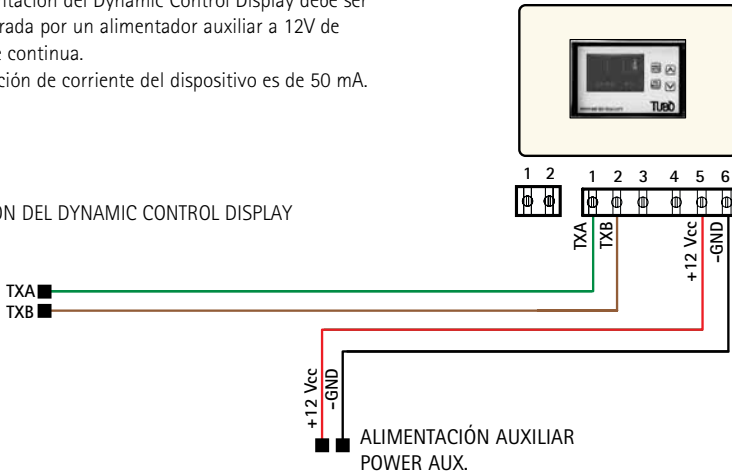 ntación del Dynamic Control Display debe ser
rada por un alimentador auxiliar a 12V de
e continua.
ción de corriente del dispositivo es de 50 mA.
TUBÒ
1 2 1 2 3 4 5 6
ON DEL DYNAMIC CONTROL DISPLAY
TXA
TXB
+12 Vcc
-GND
TXA
TXB
+12 Vcc
-GND
ALIMENTACIÓN AUXILIAR
POWER AUX.